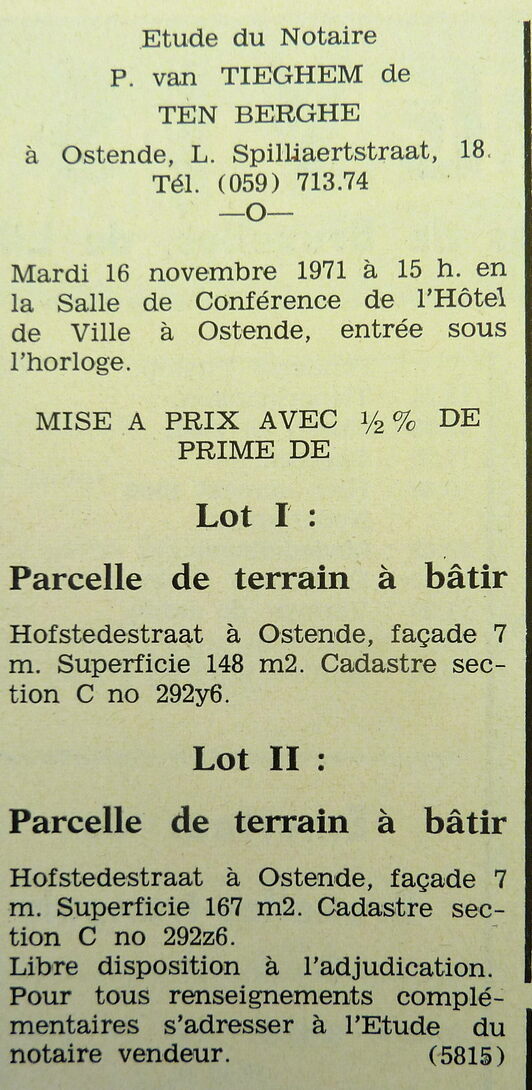 Etude du Notaire
P. van TIEGHEM de
TEN BERGHE
à Ostende, L. Spilliaertstraat, 18.
Tél. (059) 713.74
—O—
Mardi 16 novembre 1971 à 15 h. en
la Salle de Conférence de l'Hôtel
de Ville à Ostende, entrée sous
l'horloge.
MISE A PRIX AVEC ½ % DE
PRIME DE
Lot I :
Parcelle de terrain à bâtir
Hofstedestraat à Ostende, façade 7
m. Superficie 148 m2. Cadastre sec-
tion C no 292y6.
Lot II :
Parcelle de terrain à bâtir
Hofstedestraat à Ostende, façade 7
m. Superficie 167 m2. Cadastre sec-
tion C no 292z6.
Libre disposition à l'adjudication.
Pour tous renseignements complé-
mentaires s'adresser à l'Etude du
notaire vendeur. (5815)